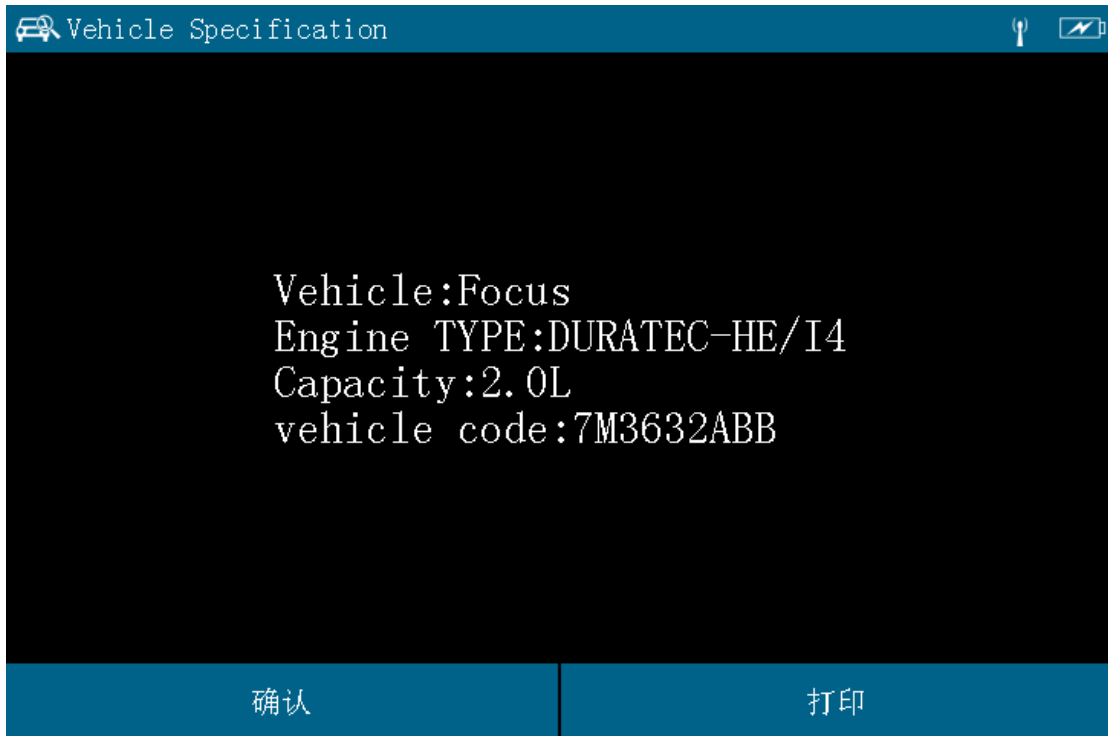 Vehicle Specification
Vehicle:Focus
Engine TYPE:DURATEC-HE/I4
Capacity:2.0L
vehicle code:7M3632ABB
确认
打印